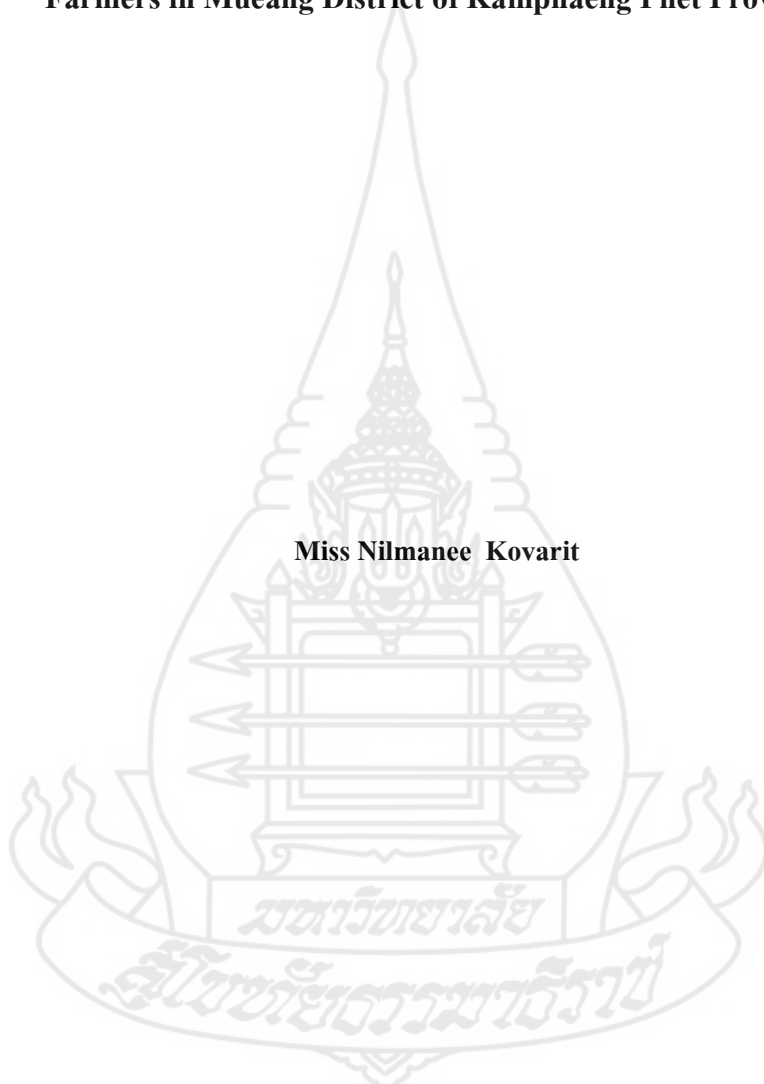 Farmers in Mueang District of Kamphaeng Phet Prov
Miss Nilmanee Kovarit
มหาวิทยาลัย
สุโขทัยธรรมาธิราช